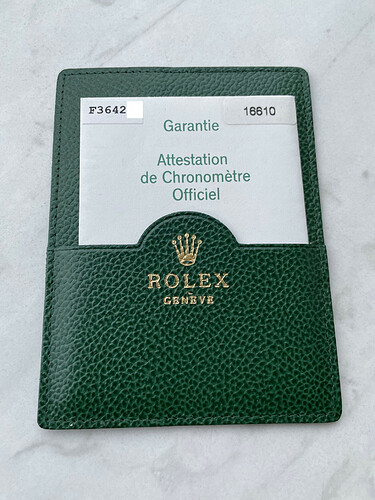 F3642
16610
Garantie
Attestation
de Chronomètre
Officiel
ROLEX
GENEVE